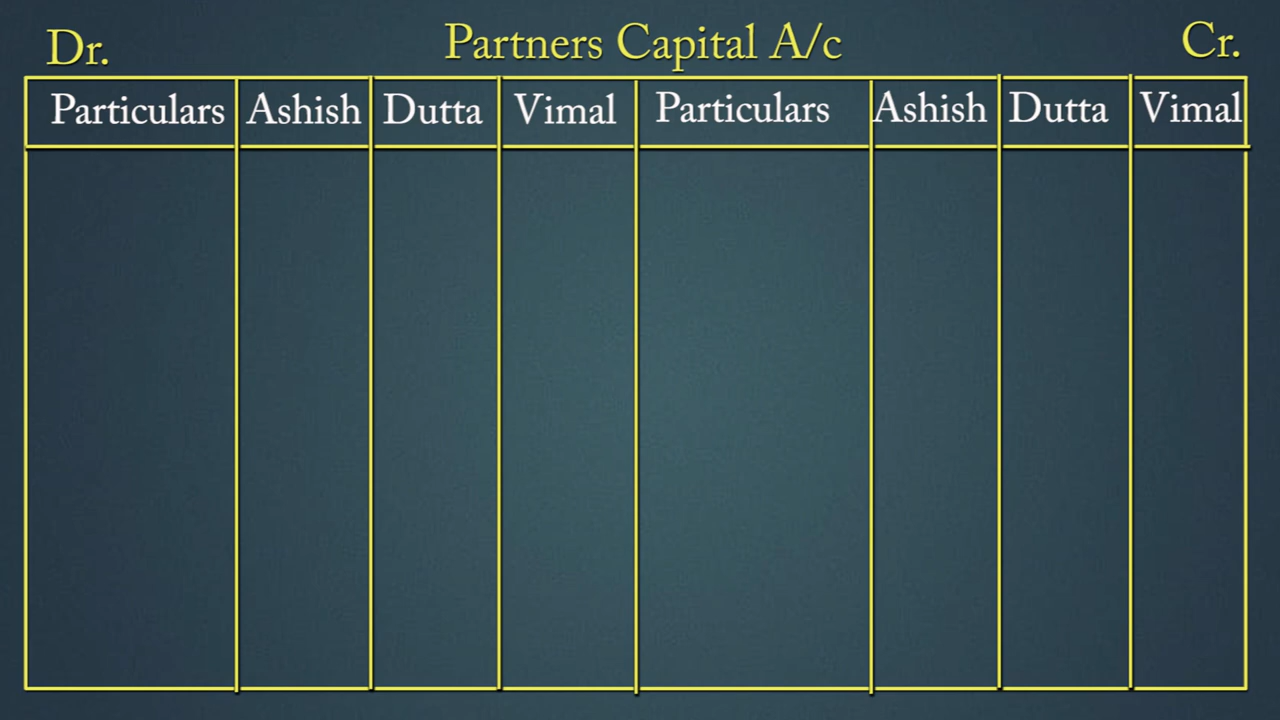 Dr. Partners Capital A/c Cr.
Particulars Ashish Dutta Vimal Particulars Ashish Dutta Vimal